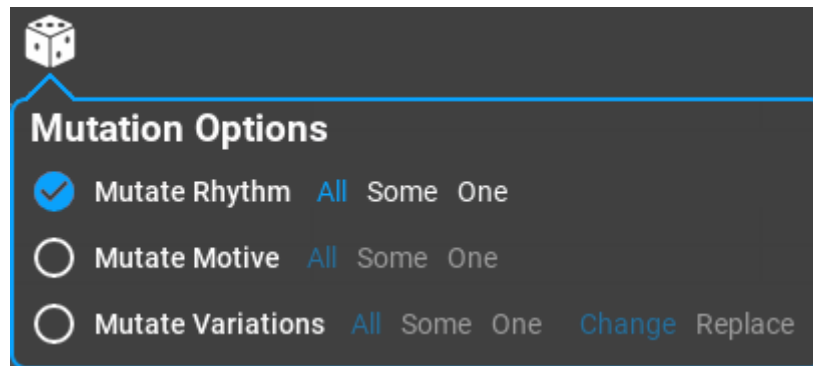 Mutation Options
Mutate Rhythm All Some One
Mutate Motive All Some One
Mutate Variations All Some One Change Replace